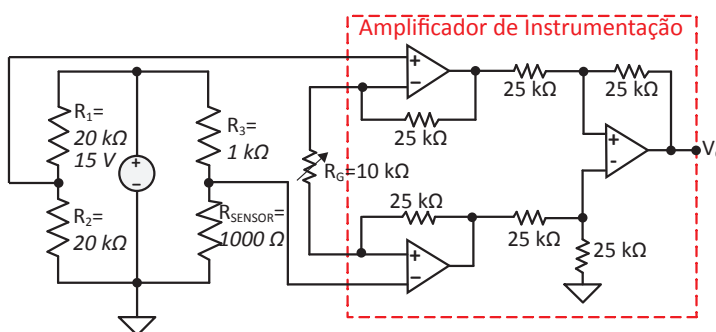 Amplificador de Instrumentação
25 kΩ
25 kΩ
25 kΩ
25 kΩ
R1=
20 kΩ
15 V
R3=
1 kΩ
RG=10 kΩ
R2=
20 kΩ
RSENSOR=
1000 Ω
25 kΩ
25 kΩ
25 kΩ
+
−
+
−
+
-
+
−